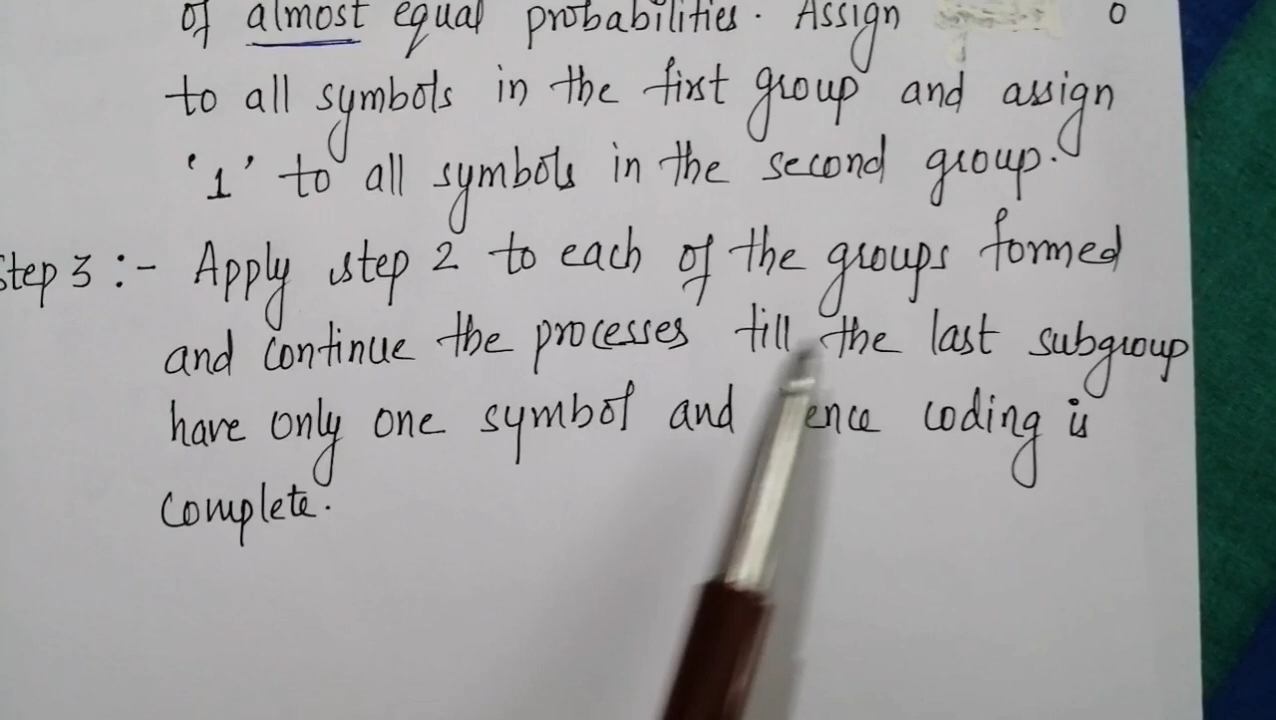 of almost equal probabilities. Assign 0
to all symbols in the first group and assign
'1' to all symbols in the second group.
Step 3 :- Apply step 2 to each of the groups formed
and continue the processes till the last subgroup
have only one symbol and ence coding is
complete.